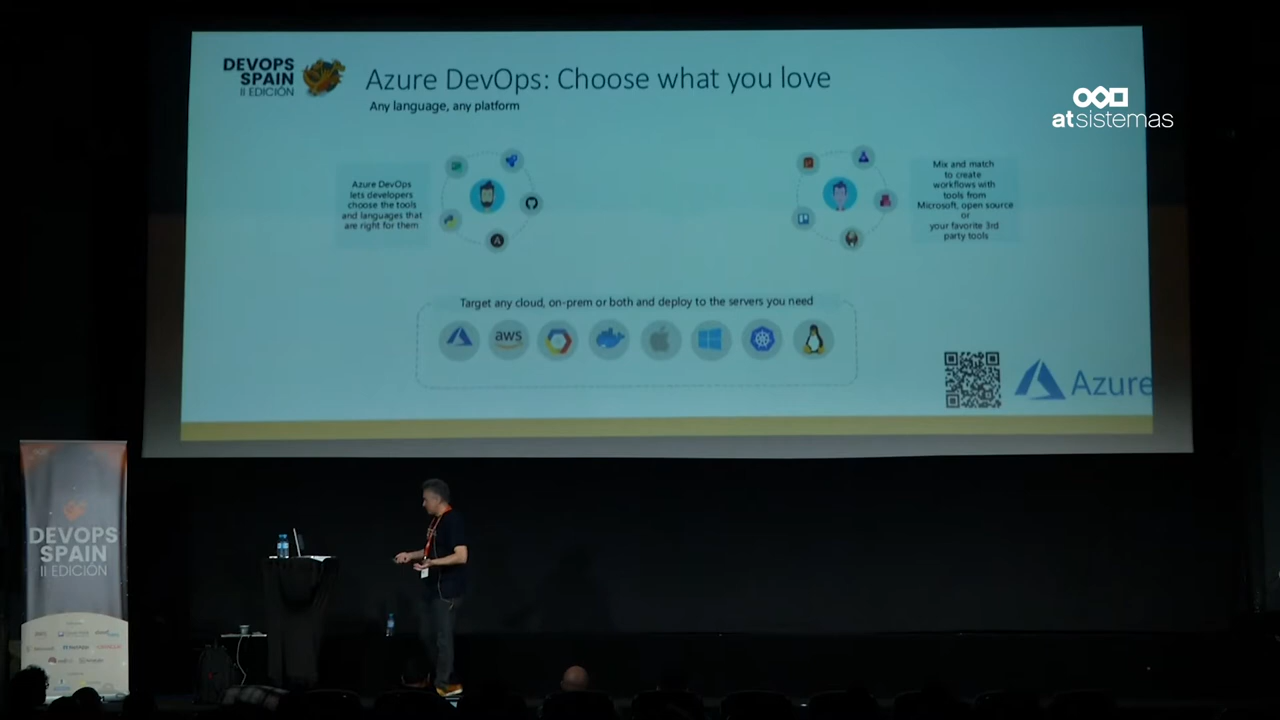 DEVOPS
SPAIN
II EDICIÓN
Azure DevOps: Choose what you love
Any language, any platform
atsistemas
Azure DevOps
lets developers
choose the tools
and languages that
are right for them
Mix and match
to create
workflows with
tools from
Microsoft, open source
or
your favorite 3rd
party tools
Target any cloud, on-prem or both and deploy to the servers you need
aws
Azure
DEVOPS
SPAIN
II EDICIÓN